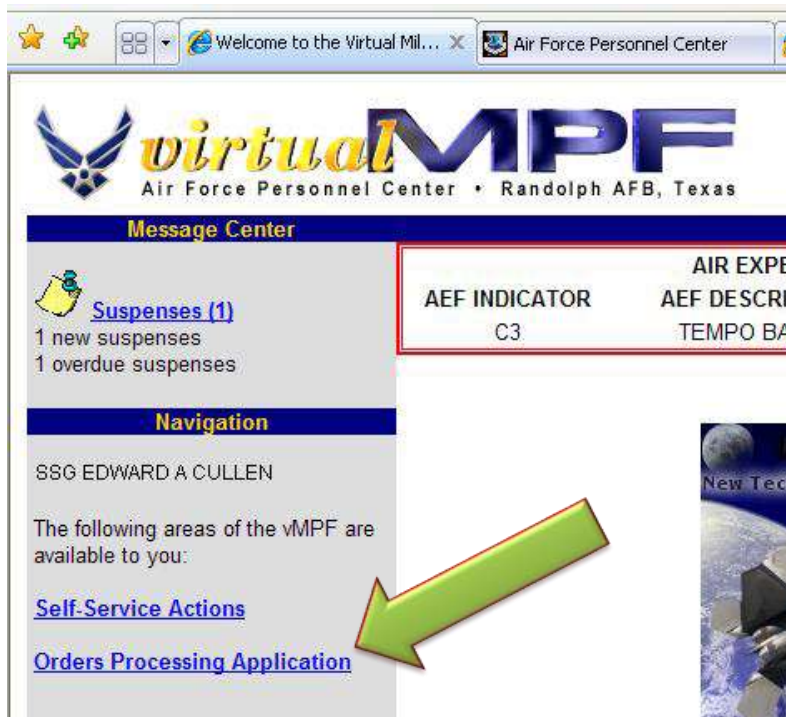 Welcome to the Virtual Mil...
Air Force Personnel Center
virtual MPF
Air Force Personnel Center • Randolph AFB, Texas
Message Center
Suspenses (1)
1 new suspenses
1 overdue suspenses
AIR EXPE
AEF INDICATOR AEF DESCRI
C3 TEMPO BA
Navigation
SSG EDWARD A CULLEN
The following areas of the vMPF are
available to you:
Self-Service Actions
Orders Processing Application
New Tec